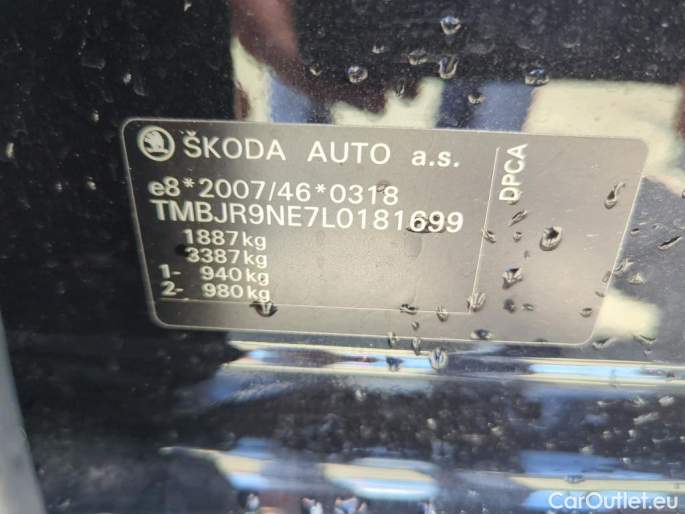 ŠKODA AUTO a.s.
e8*2007/46*0318
TMBJR9NE7L0181699
1887kg
3387kg
1- 940kg
2- 980kg
DPCA
CarOutlet.eu